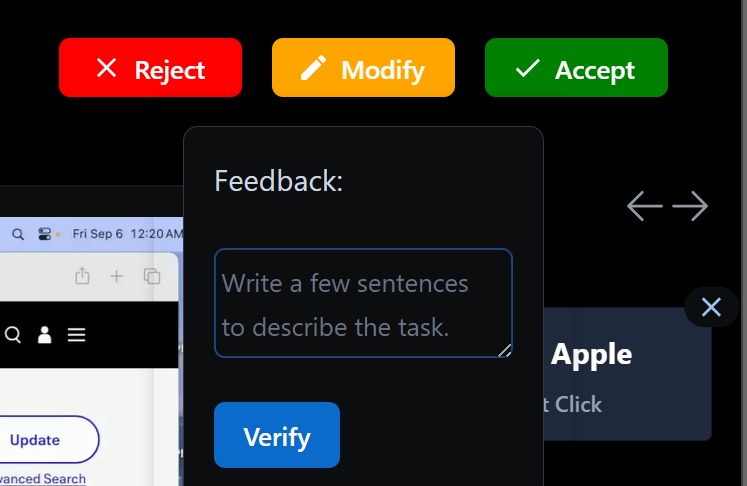 Reject
Modify
Accept
Feedback:
Fri Sep 6 12:20 AM
Write a few sentences
to describe the task.
Apple
t Click
Update
vanced Search
Verify